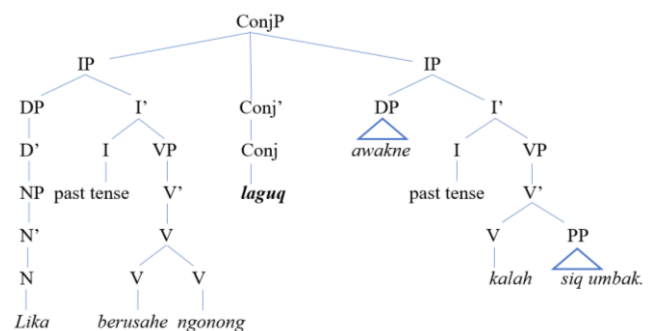 ConjP
IP IP
DP I’ Conj’ DP I’
D’ I VP Conj awakne I VP
NP past tense V’ laguq past tense V’
N’ V V PP
N V V kalah siq umbak.
Lika berusahe ngonong